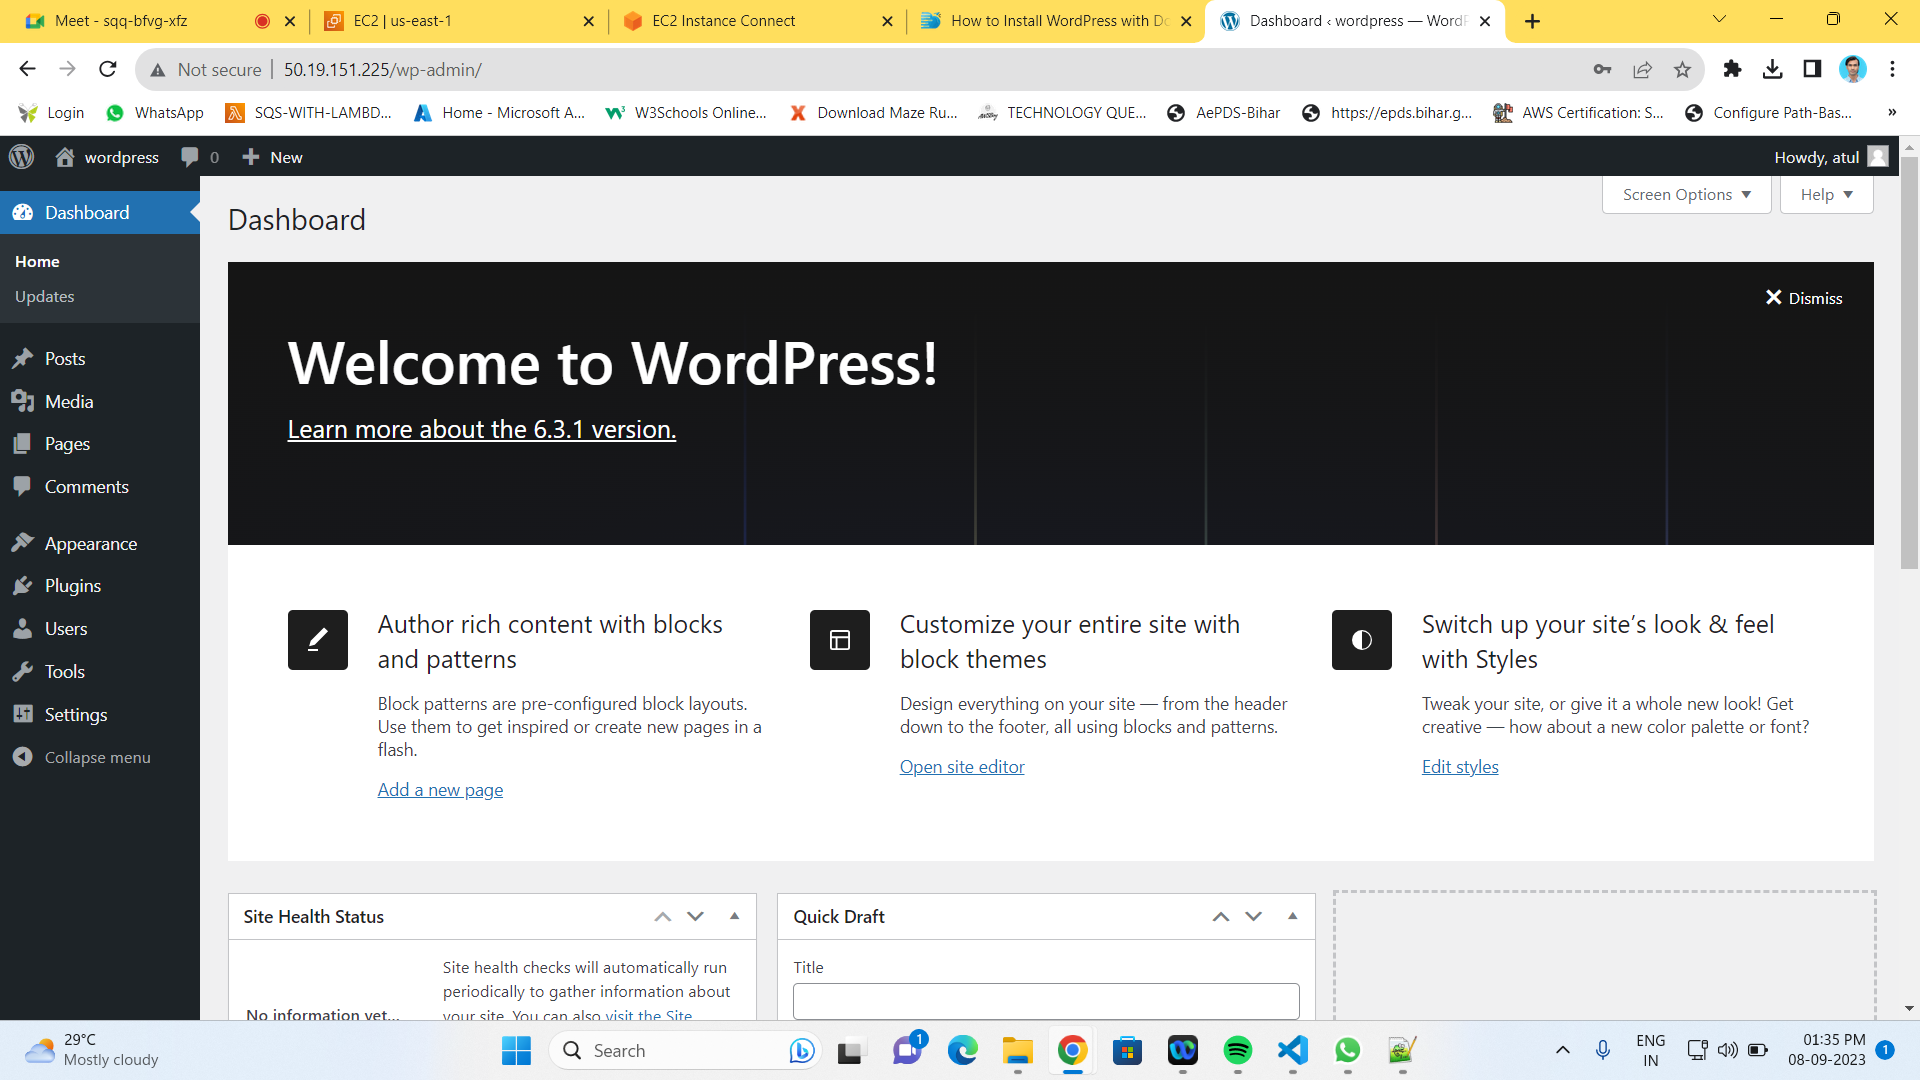 Meet - sqq-bfvg-xfz
EC2 | us-east-1
EC2 Instance Connect
How to Install WordPress with Do
Dashboard ‹ wordpress — WordP
Not secure
50.19.151.225/wp-admin/
Login
WhatsApp
SQS-WITH-LAMBD...
Home - Microsoft A...
W3Schools Online...
Download Maze Ru...
TECHNOLOGY QUE...
AePDS-Bihar
https://epds.bihar.g...
AWS Certification: S...
Configure Path-Bas...
»
wordpress
0
New
Howdy, atul
Dashboard
Home
Updates
Posts
Media
Pages
Comments
Appearance
Plugins
Users
Tools
Settings
Collapse menu
Screen Options
Help
Dashboard
Dismiss
Welcome to WordPress!
Learn more about the 6.3.1 version.
Author rich content with blocks
and patterns
Block patterns are pre-configured block layouts.
Use them to get inspired or create new pages in a
flash.
Add a new page
Customize your entire site with
block themes
Design everything on your site — from the header
down to the footer, all using blocks and patterns.
Open site editor
Switch up your site’s look & feel
with Styles
Tweak your site, or give it a whole new look! Get
creative — how about a new color palette or font?
Edit styles
Site Health Status
No information yet...
Site health checks will automatically run
periodically to gather information about
your site. You can also visit the Site
Quick Draft
Title
29°C
Mostly cloudy
Search
1
ENG
IN
01:35 PM
08-09-2023
1